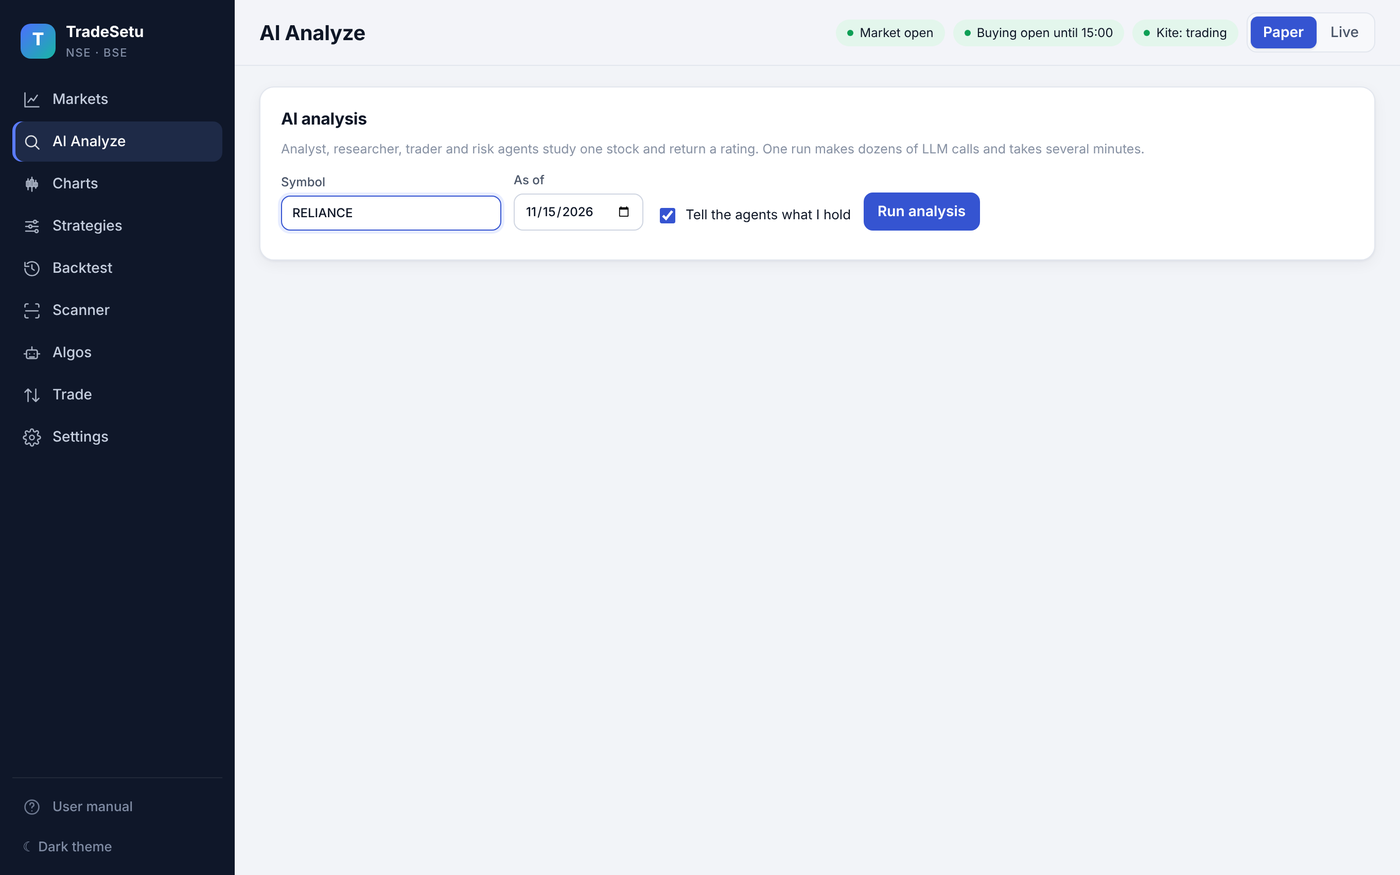 T
TradeSetu
NSE · BSE
Markets
AI Analyze
Charts
Strategies
Backtest
Scanner
Algos
Trade
Settings
User manual
Dark theme
AI Analyze
Market open
Buying open until 15:00
Kite: trading
Paper
Live
AI analysis
Analyst, researcher, trader and risk agents study one stock and return a rating. One run makes dozens of LLM calls and takes several minutes.
Symbol
RELIANCE
As of
11/15/2026
Tell the agents what I hold
Run analysis